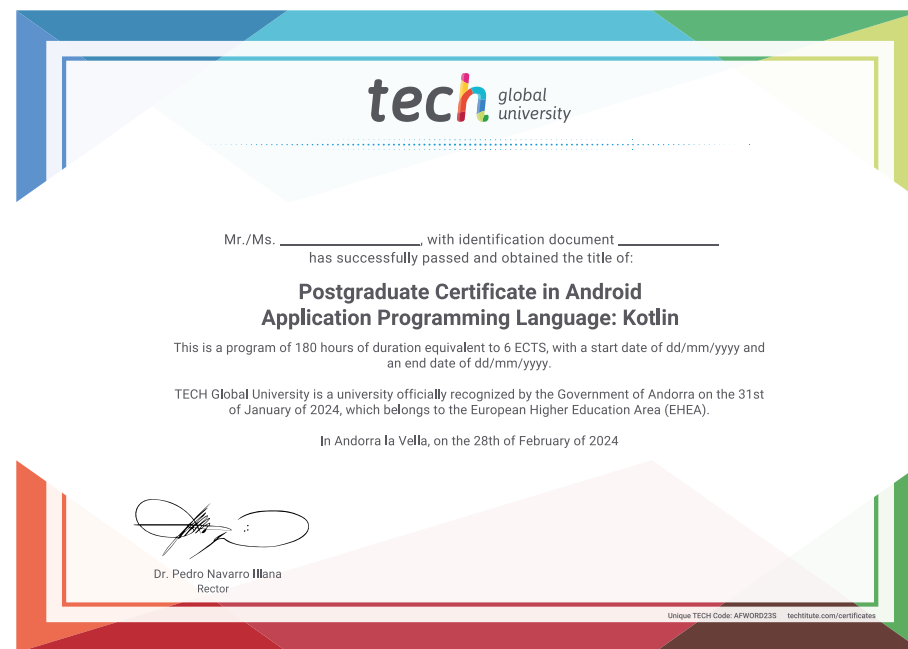 tech global university
Mr./Ms. ______________, with identification document __________
has successfully passed and obtained the title of:
Postgraduate Certificate in Android
Application Programming Language: Kotlin
This is a program of 180 hours of duration equivalent to 6 ECTS, with a start date of dd/mm/yyyy and
an end date of dd/mm/yyyy.
TECH Global University is a university officially recognized by the Government of Andorra on the 31st
of January of 2024, which belongs to the European Higher Education Area (EHEA).
In Andorra la Vella, on the 28th of February of 2024
Dr. Pedro Navarro Illana
Rector
Unique TECH Code: AFWORD23S techtitute.com/certificates